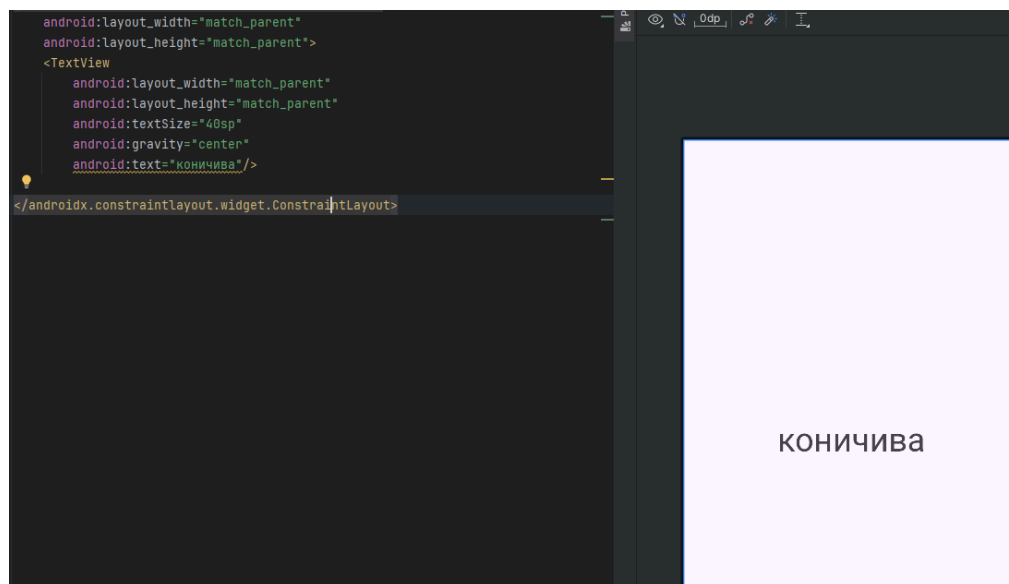 android:layout_width="match_parent"
android:layout_height="match_parent">
<TextView
android:layout_width="match_parent"
android:layout_height="match_parent"
android:textSize="40sp"
android:gravity="center"
android:text="коничива"/>
</androidx.constraintlayout.widget.ConstraintLayout>
0dp
коничива